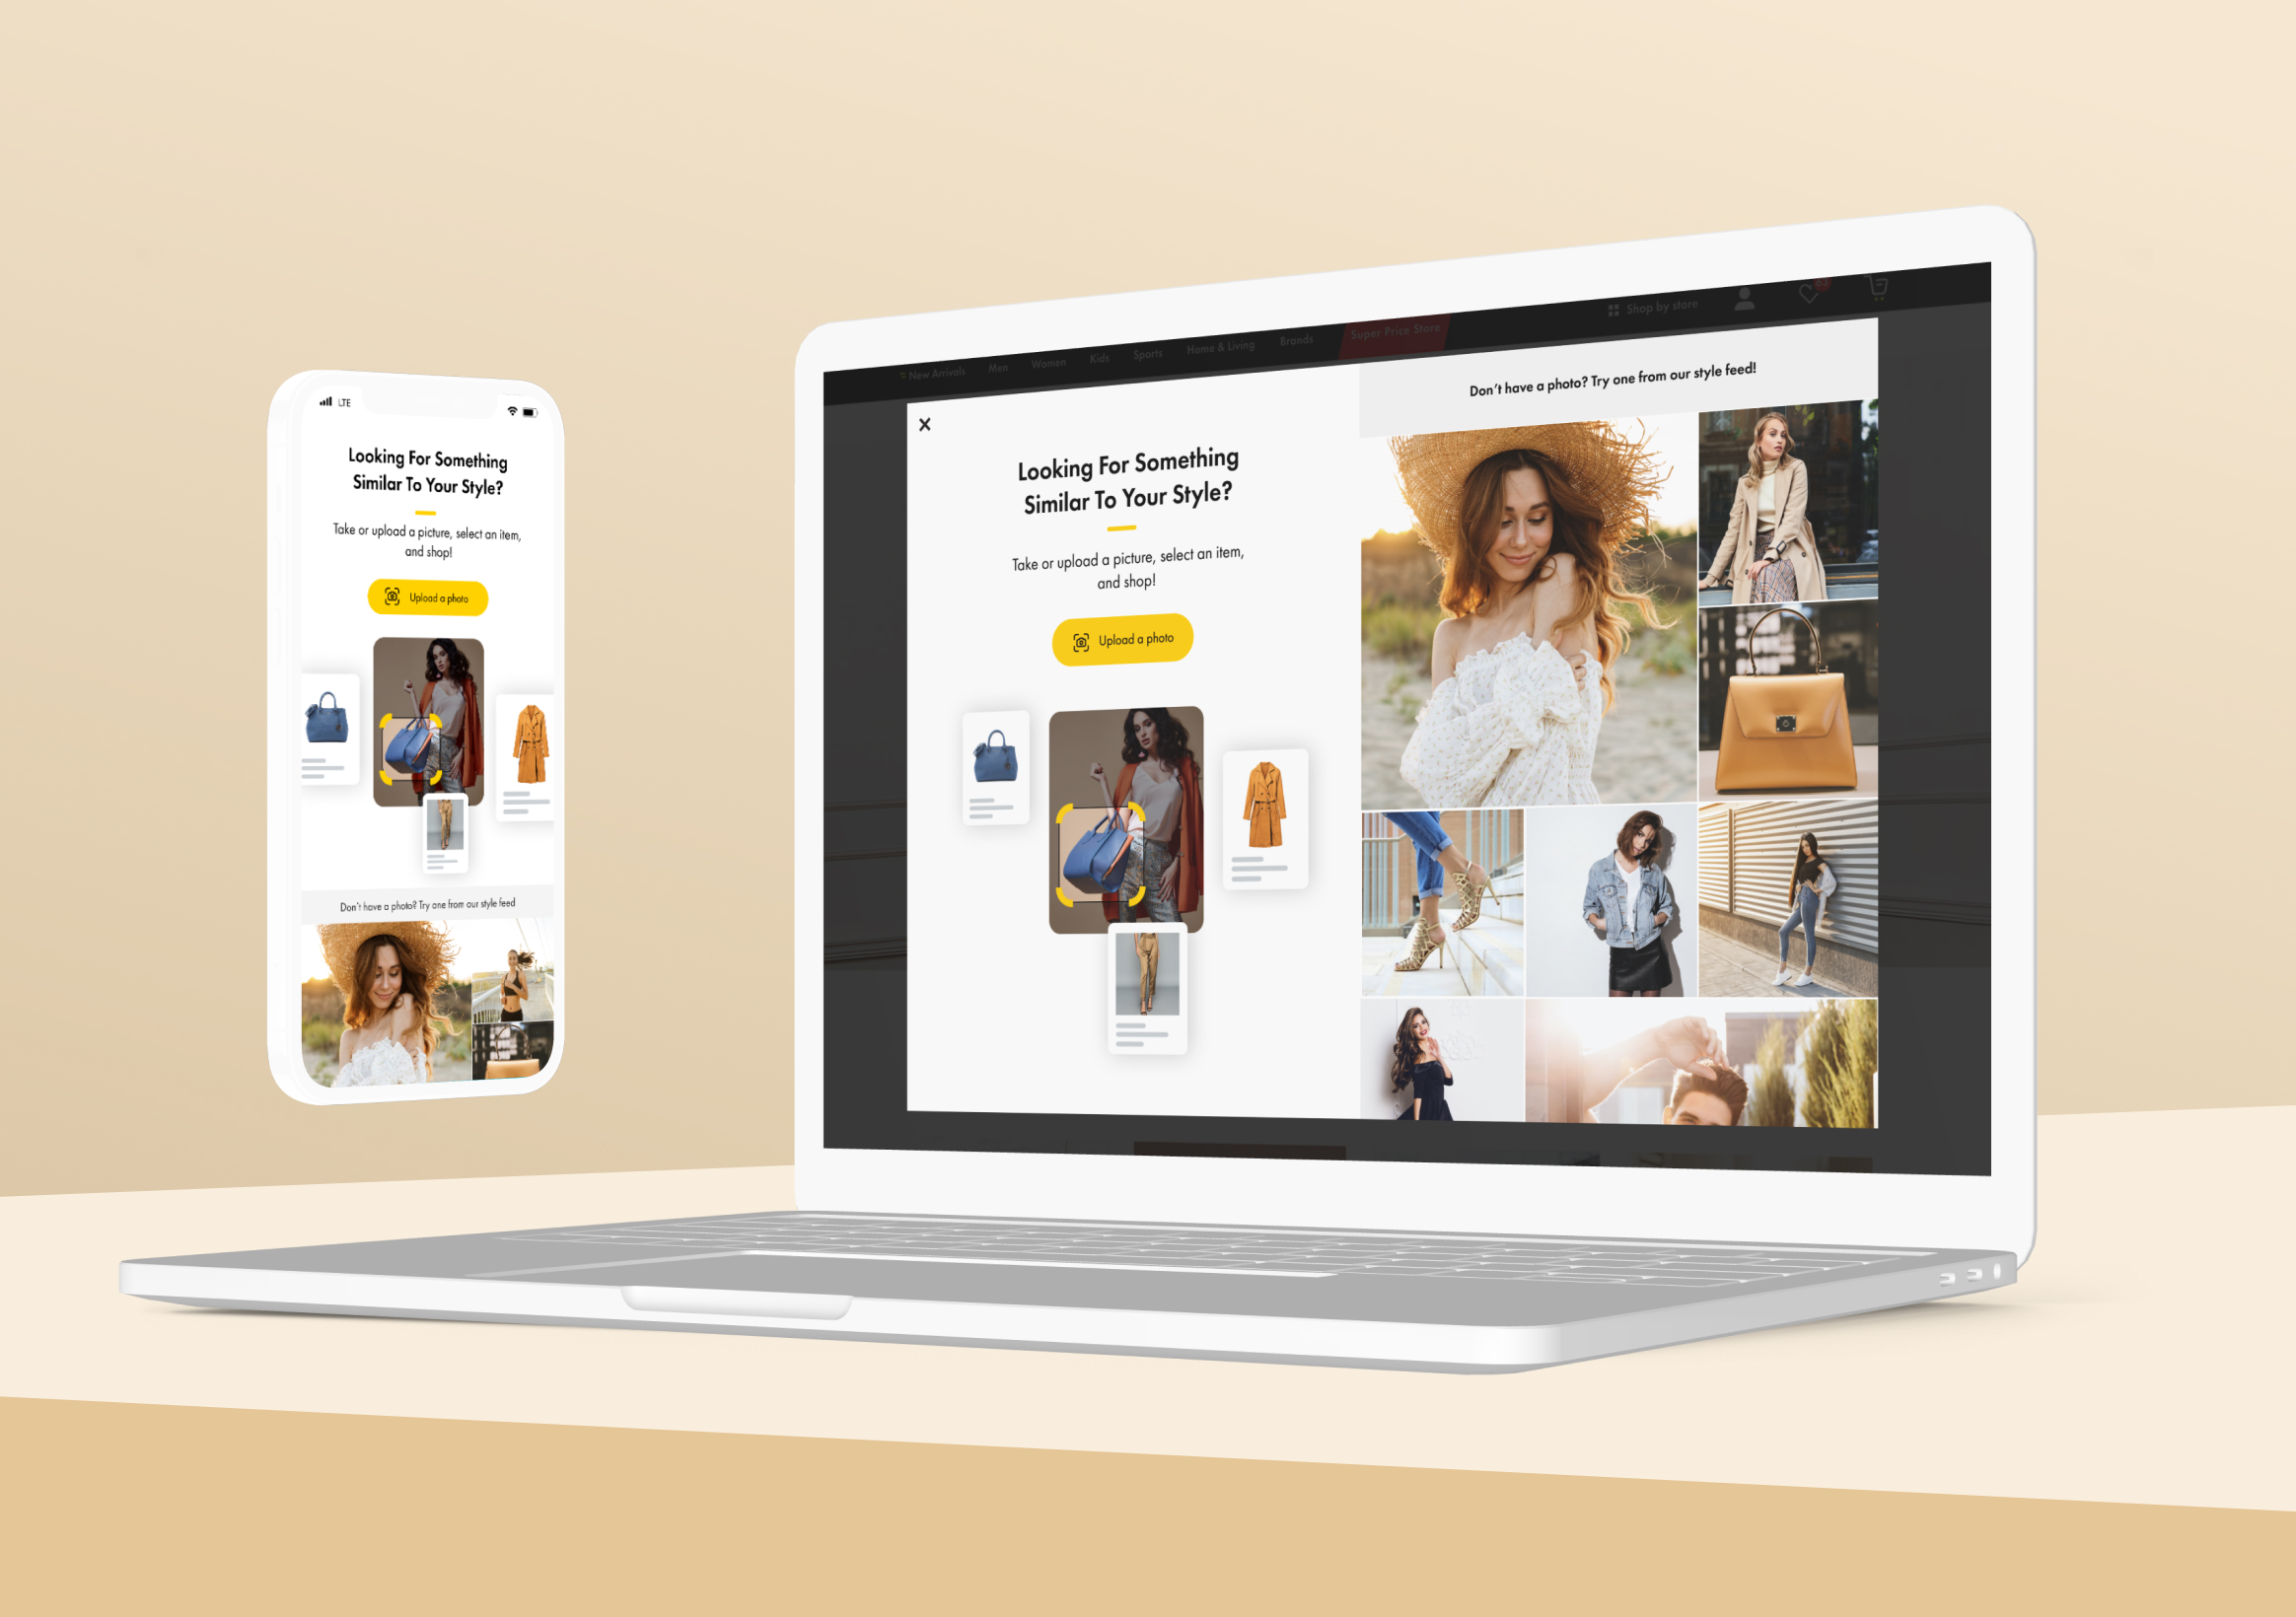 LTE
Looking For Something
Similar To Your Style?
Take or upload a picture, select an item,
and shop!
Upload a photo
Don't have a photo? Try one from our style feed
New Arrivals
Men
Women
Kids
Sports
Home & Living
Brands
Super Price Store
Shop by store
X
Looking For Something
Similar To Your Style?
Take or upload a picture, select an item,
and shop!
Upload a photo
Don't have a photo? Try one from our style feed!